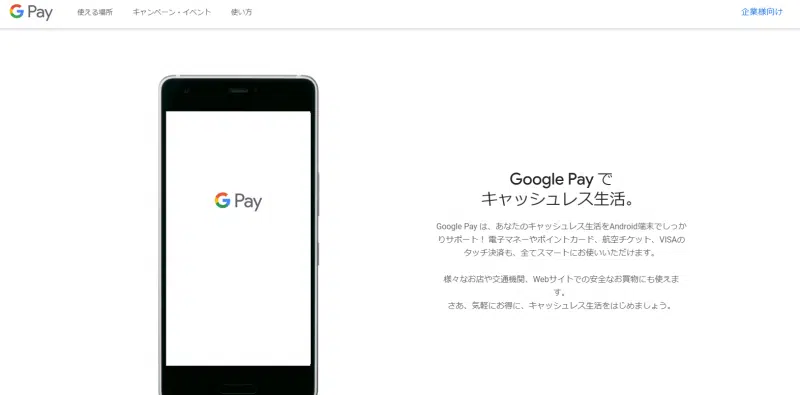 G Pay
使える場所
キャンペーン・イベント
使い方
企業様向け
G Pay
Google Pay で
キャッシュレス生活。
Google Pay は、あなたのキャッシュレス生活をAndroid端末でしっか
りサポート！ 電子マネーやポイントカード、航空チケット、VISAの
タッチ決済も、全てスマートにお使いいただけます。
様々なお店や交通機関、Webサイトでの安全なお買物にも使えま
す。
さあ、気軽にお得に、キャッシュレス生活をはじめましょう。